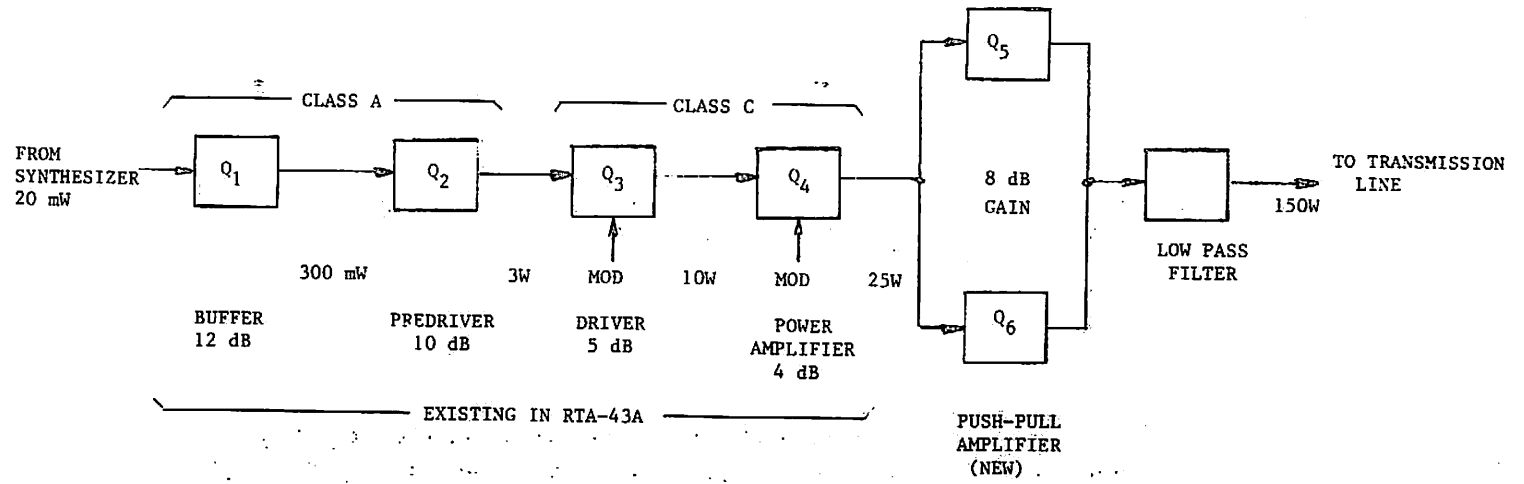 CLASS A
CLASS C
Q5
FROM
SYNTHESIZER
20 mW
Q1
Q2
Q3
Q4
8 dB
GAIN
TO TRANSMISSION
LINE
150W
LOW PASS
FILTER
300 mW
3W
MOD
10W
MOD
25W
BUFFER
12 dB
PREDRIVER
10 dB
DRIVER
5 dB
POWER
AMPLIFIER
4 dB
Q6
EXISTING IN RTA-43A
PUSH-PULL
AMPLIFIER
(NEW)